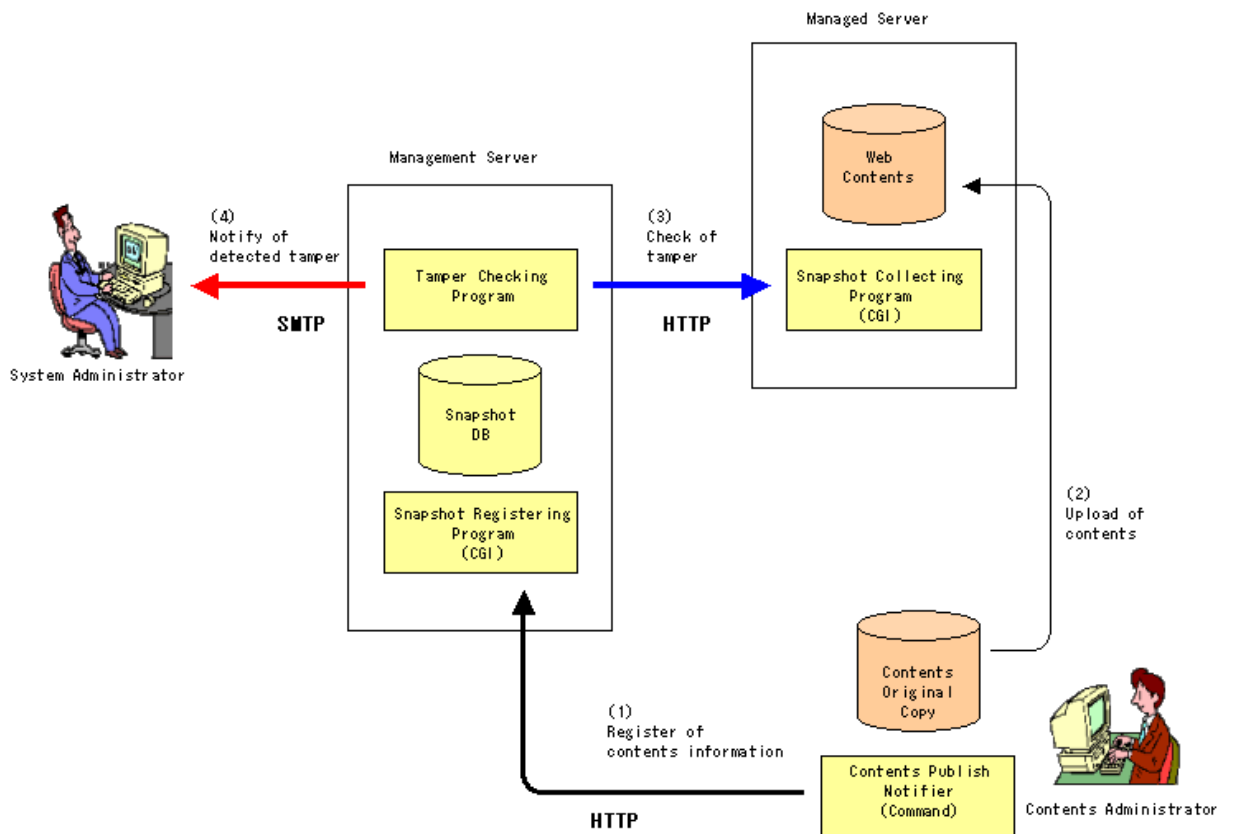 Managed Server
Web
Contents
Snapshot Collecting
Program
(CGI)
(3)
Check of
tamper
HTTP
Management Server
Tamper Checking
Program
Snapshot
DB
Snapshot Registering
Program
(CGI)
(4)
Notify of
detected tamper
SMTP
System Administrator
(2)
Upload of
contents
Contents
Original
Copy
(1)
Register of
contents information
HTTP
Contents Publish
Notifier
(Command)
Contents Administrator